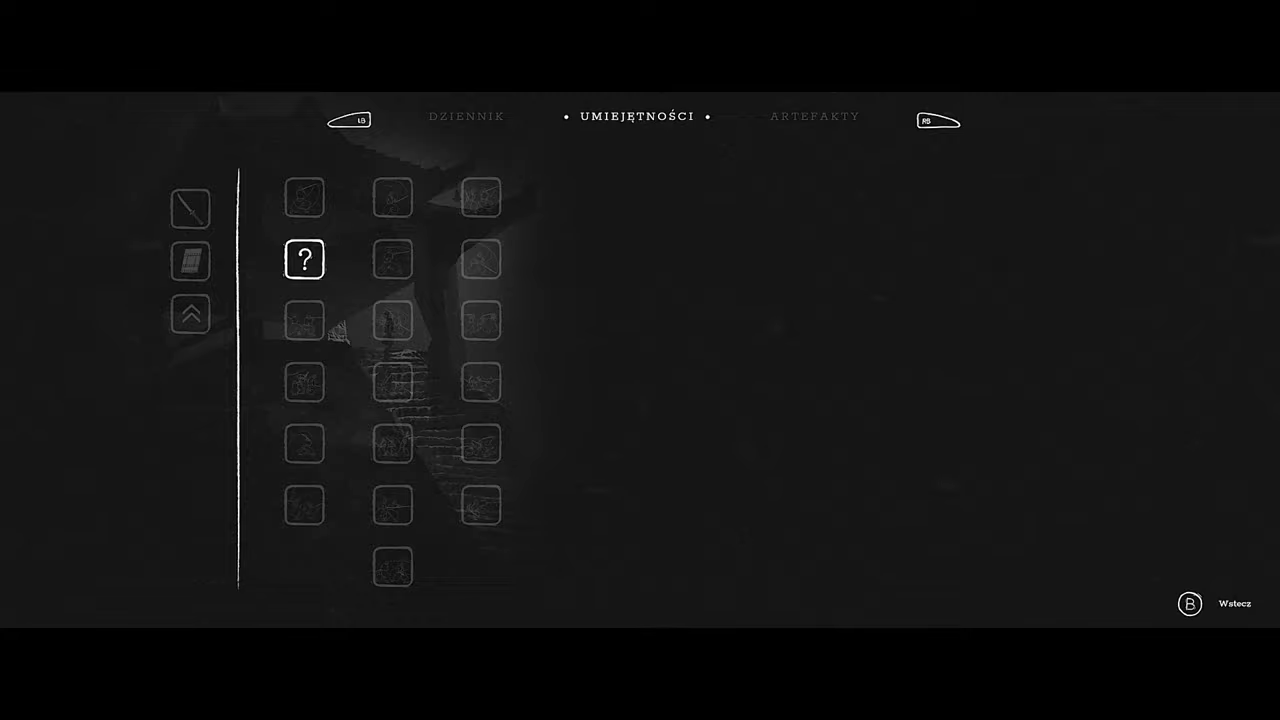 LB DZIENNIK • UMIEJĘTNOŚCI • ARTEFAKTY RB
?
B Wstecz